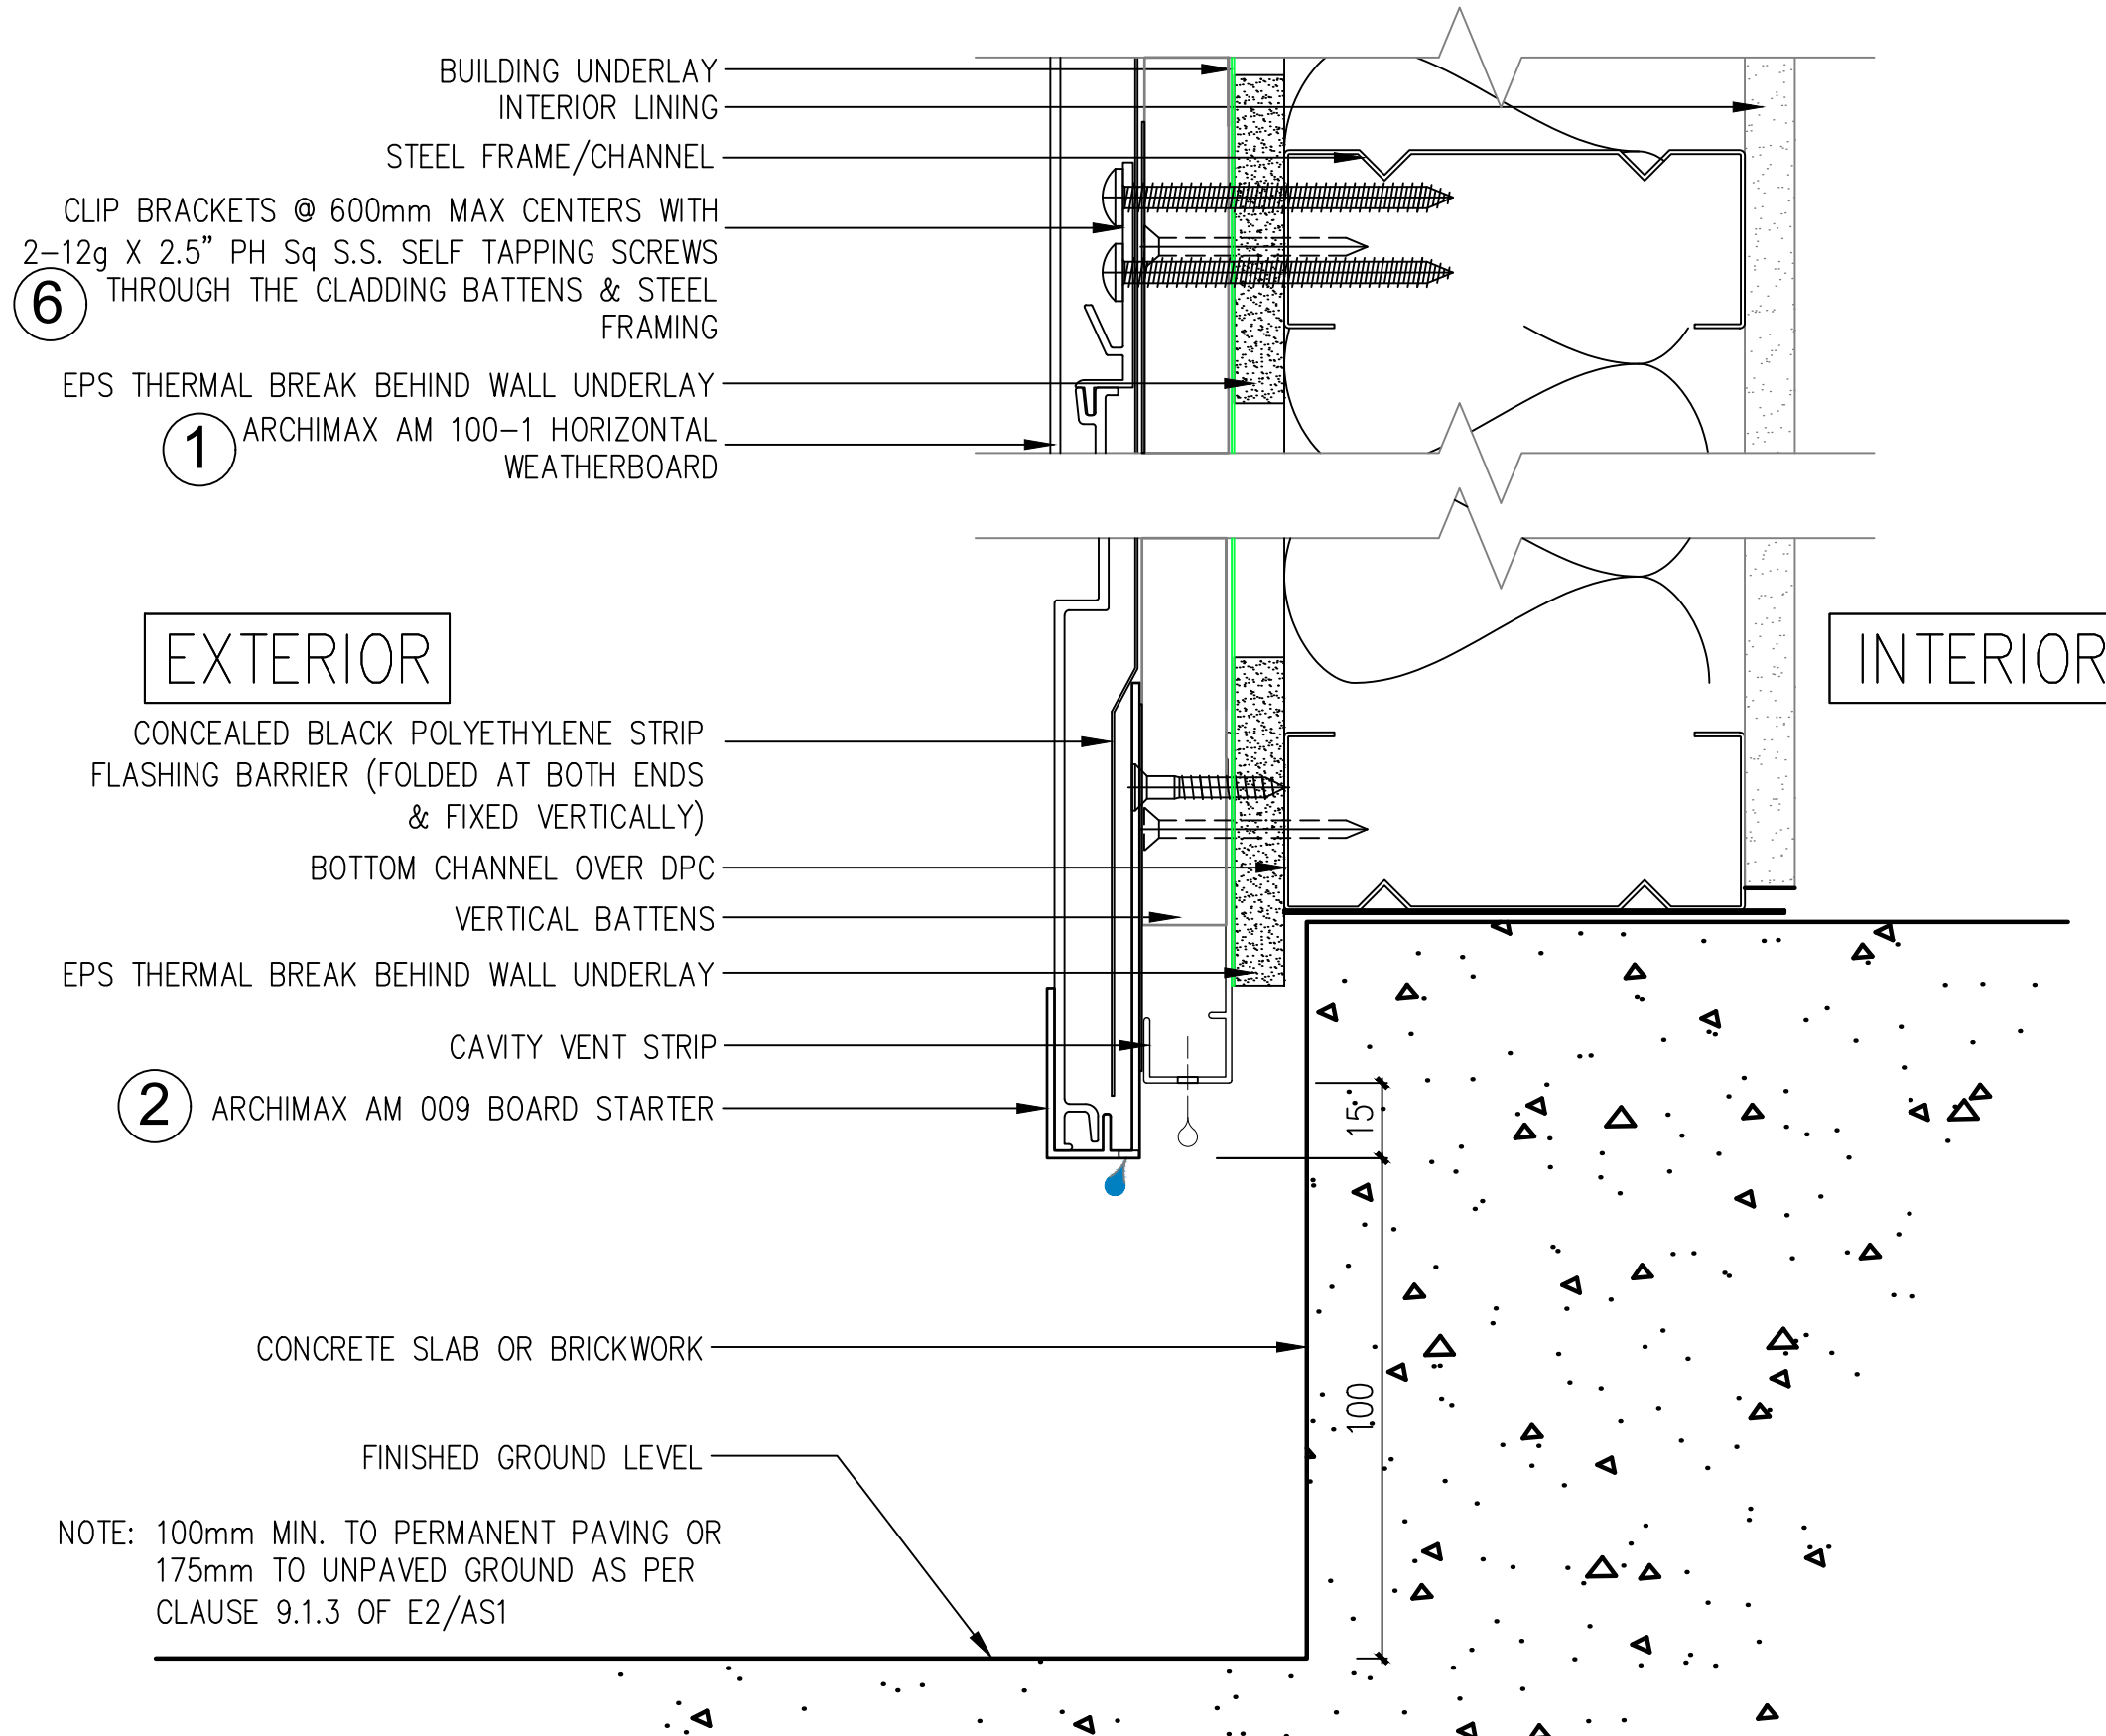 BUILDING UNDERLAY
INTERIOR LINING
STEEL FRAME/CHANNEL
CLIP BRACKETS @ 600mm MAX CENTERS WITH
2-12g X 2.5" PH Sq S.S. SELF TAPPING SCREWS
6 THROUGH THE CLADDING BATTENS & STEEL
FRAMING
EPS THERMAL BREAK BEHIND WALL UNDERLAY
1 ARCHIMAX AM 100-1 HORIZONTAL
WEATHERBOARD
EXTERIOR
INTERIOR
CONCEALED BLACK POLYETHYLENE STRIP
FLASHING BARRIER (FOLDED AT BOTH ENDS
& FIXED VERTICALLY)
BOTTOM CHANNEL OVER DPC
VERTICAL BATTENS
EPS THERMAL BREAK BEHIND WALL UNDERLAY
CAVITY VENT STRIP
2 ARCHIMAX AM 009 BOARD STARTER
15
CONCRETE SLAB OR BRICKWORK
100
FINISHED GROUND LEVEL
NOTE: 100mm MIN. TO PERMANENT PAVING OR
175mm TO UNPAVED GROUND AS PER
CLAUSE 9.1.3 OF E2/AS1